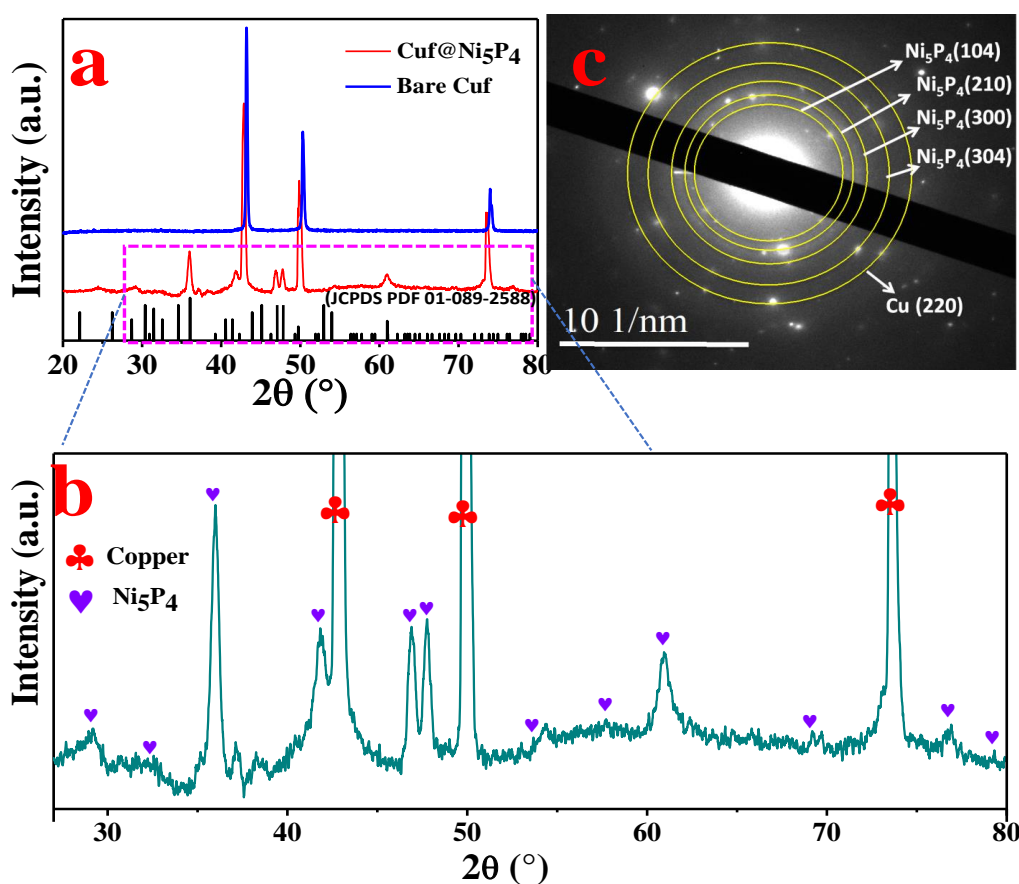 a
Cuf@Ni₅P₄
Bare Cuf
Intensity (a.u.)
(JCPDS PDF 01-089-2588)
20 30 40 50 60 70 80
2θ (°)
c
Ni₅P₄(104)
Ni₅P₄(210)
Ni₅P₄(300)
Ni₅P₄(304)
Cu (220)
10 1/nm
b
Copper
Ni₅P₄
Intensity (a.u.)
30 40 50 60 70 80
2θ (°)